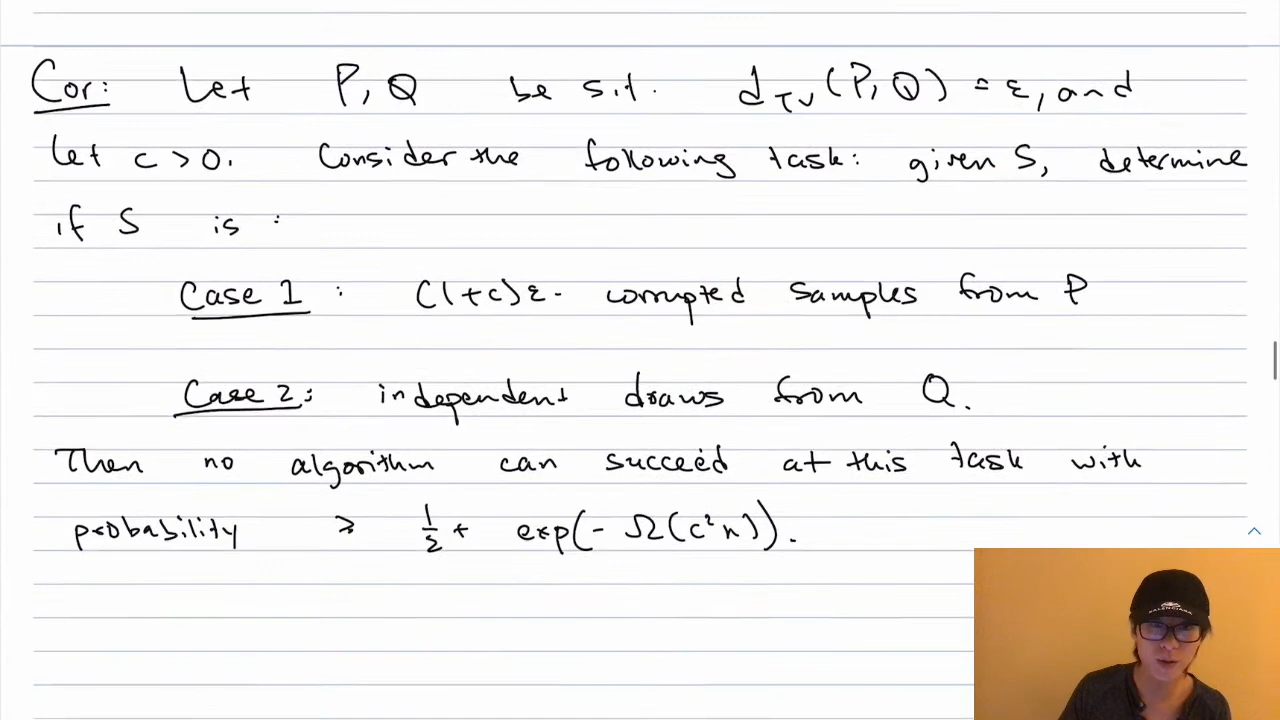 Cor: Let P, Q be s.t. d_TV(P, Q) = ε, and
let c > 0. Consider the following task: given S, determine
if S is :
Case 1 : (1+c)ε- corrupted samples from P
Case 2: independent draws from Q.
Then no algorithm can succeed at this task with
probability ≥ 1/2 + exp(- Ω(c²n)).
BALENCIAGA